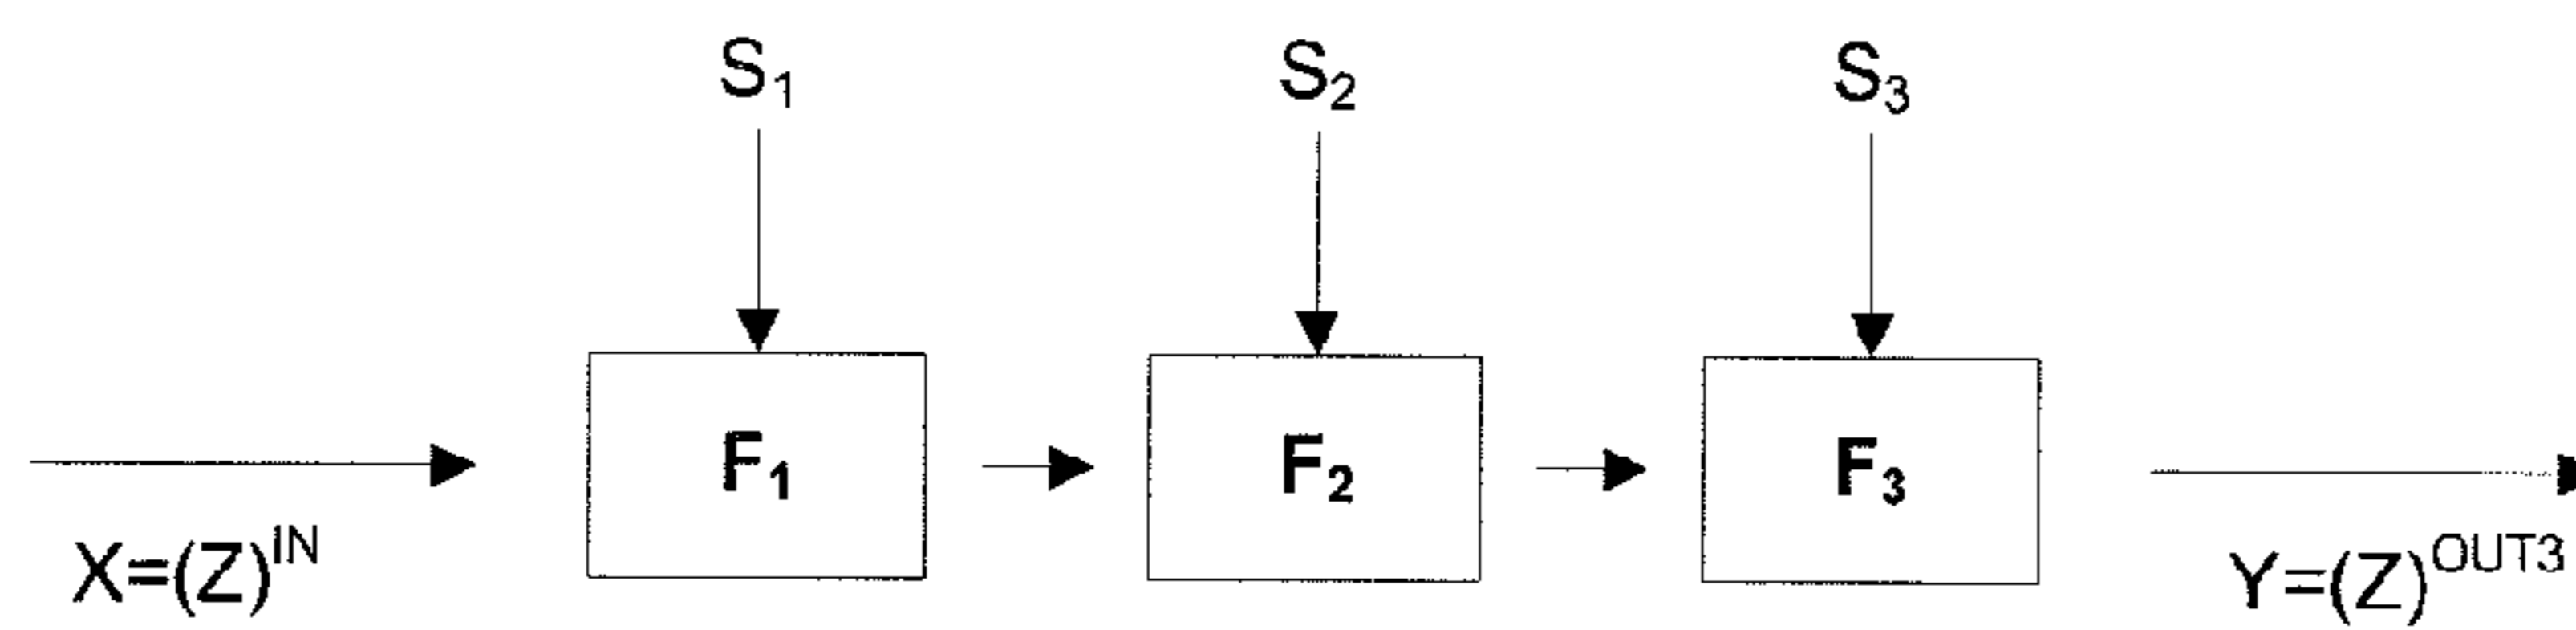 S₁ S₂ S₃
F₁ F₂ F₃
X=(Z)ᴵᴺ Y=(Z)ᴼᵁᵀ³